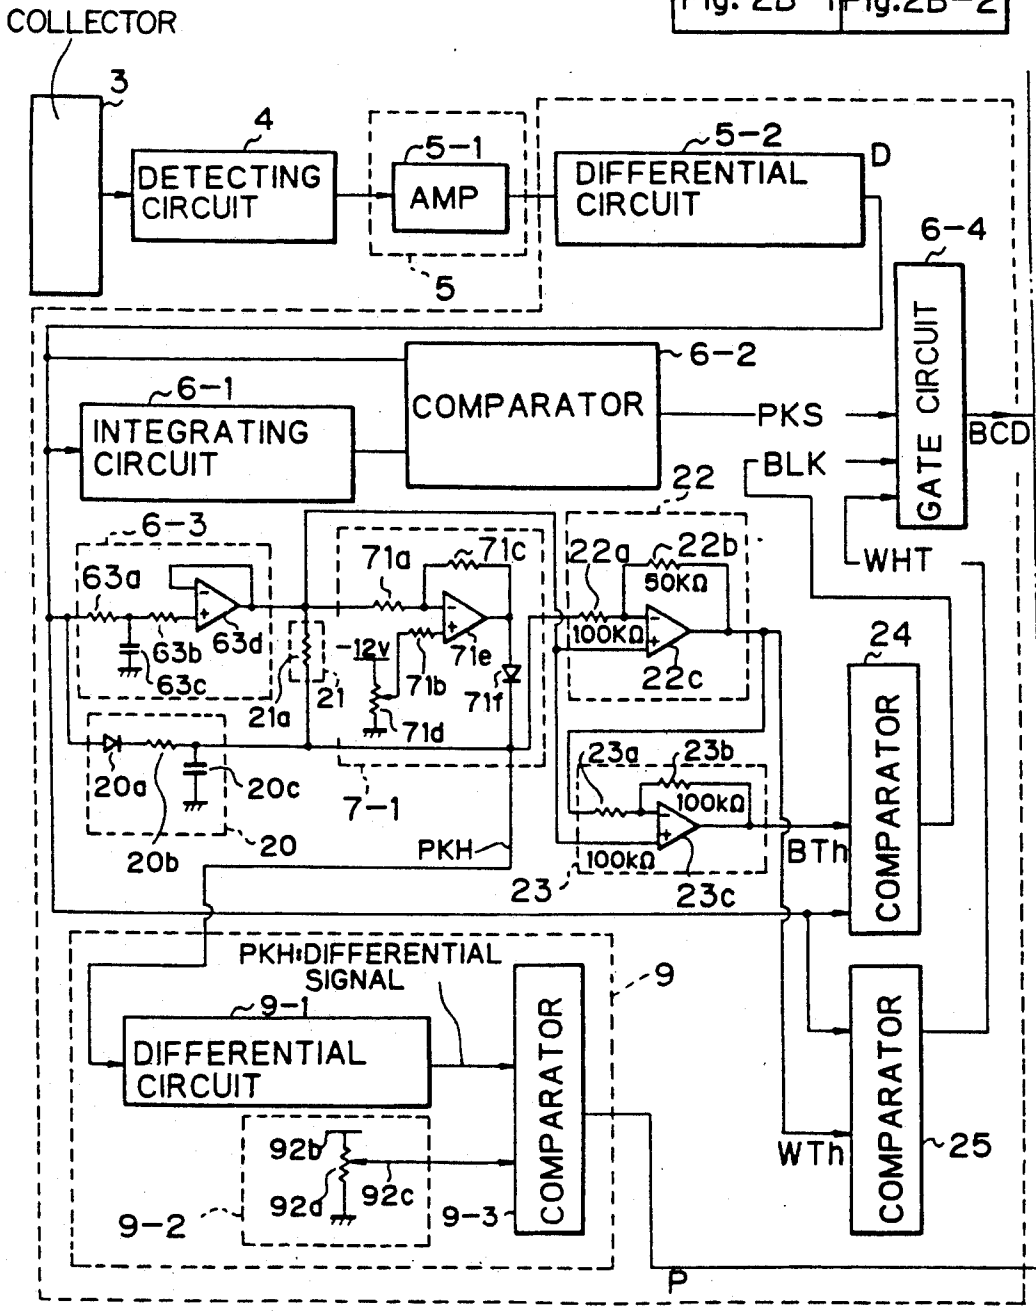 COLLECTOR
Fig. 2B-1 Fig.2B-2
3
4
5-1
5-2
D
DETECTING
CIRCUIT
AMP
DIFFERENTIAL
CIRCUIT
5
6-4
GATE CIRCUIT
6-2
COMPARATOR
6-1
INTEGRATING
CIRCUIT
PKS
BLK
BCD
WHT
22
6-3
63a
63b
63c
63d
71a
71c
71b
71e
71d
71f
-12v
21a
21
22a
22b
50KΩ
100KΩ
22c
24
COMPARATOR
20a
20b
20c
20
7-1
PKH
23a
23b
100kΩ
100kΩ
23
23c
BTh
PKH:DIFFERENTIAL
SIGNAL
9
9-1
DIFFERENTIAL
CIRCUIT
COMPARATOR
92b
92a
92c
9-2
9-3
COMPARATOR
25
WTh
P